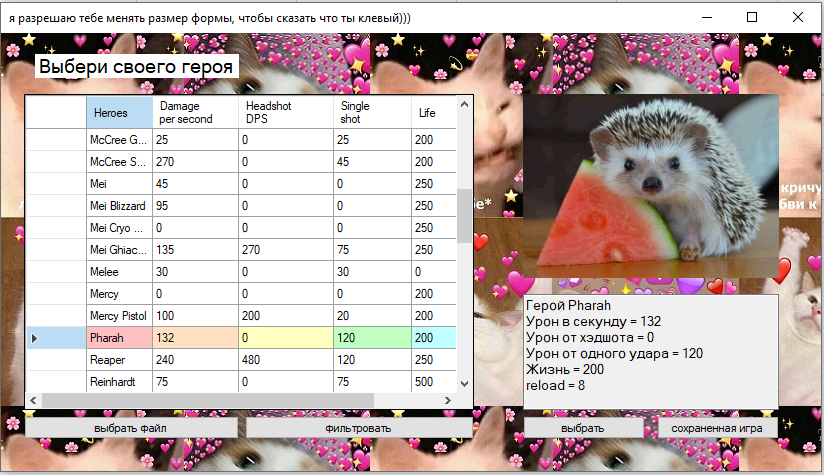 я разрешаю тебе менять размер формы, чтобы сказать что ты клевый)))
Выбери своего героя
Heroes Damage per second Headshot DPS Single shot Life
McCree G... 25 0 25 200
McCree S... 270 0 45 200
Mei 45 0 0 250
Mei Blizzard 95 0 0 250
Mei Cryo ... 0 0 0 250
Mei Ghiac... 135 270 75 250
Melee 30 0 30 0
Mercy 0 0 0 200
Mercy Pistol 100 200 20 200
Pharah 132 0 120 200
Reaper 240 480 120 250
Reinhardt 75 0 75 500
кричу
бви к
Герой Pharah
Урон в секунду = 132
Урон от хэдшота = 0
Урон от одного удара = 120
Жизнь = 200
reload = 8
выбрать файл
фильтровать
выбрать
сохраненная игра